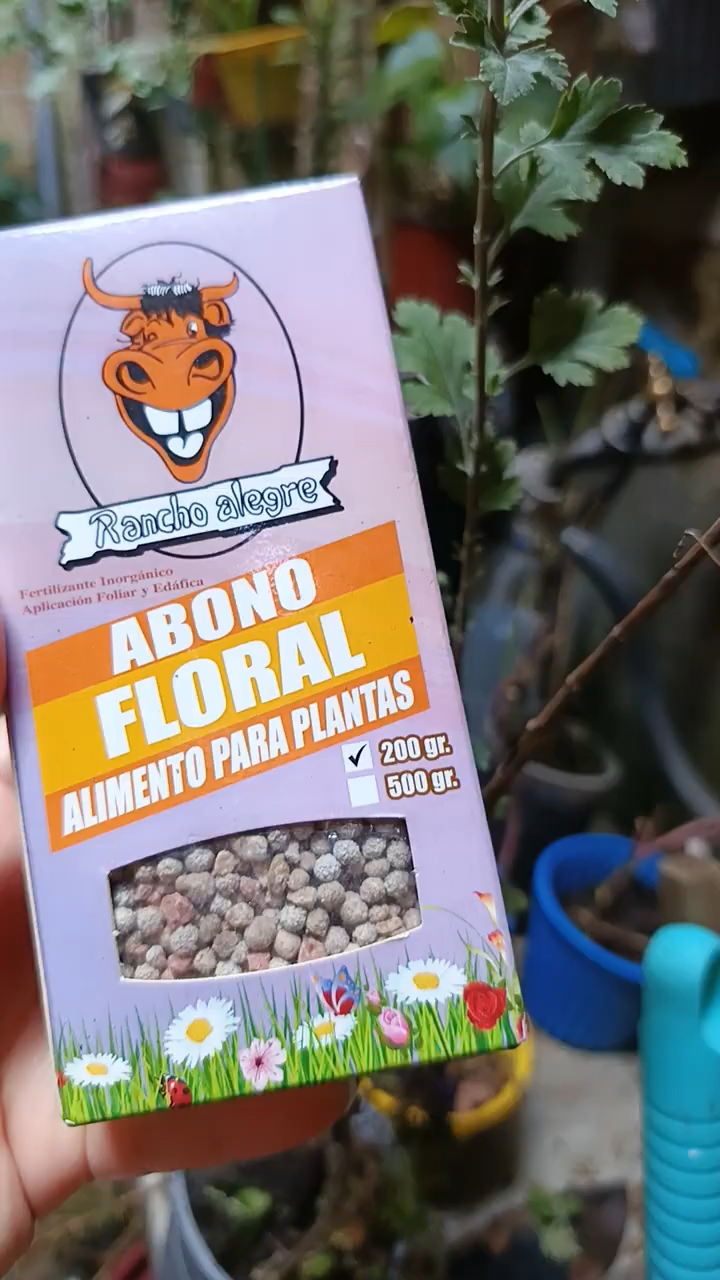 Rancho alegre
Fertilizante Inorgánico
Aplicación Foliar y Edáfica
ABONO
FLORAL
ALIMENTO PARA PLANTAS
200 gr.
500 gr.